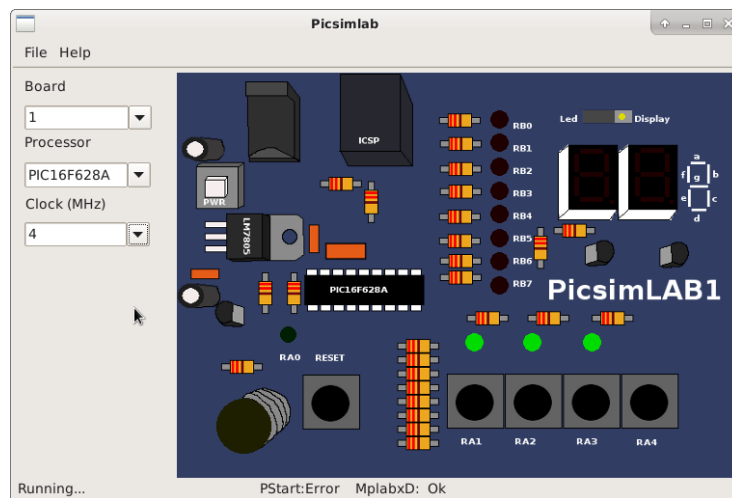 Picsimlab
File Help
Board
1
Processor
PIC16F628A
Clock (MHz)
4
ICSP
PWR
LM7805
PIC16F628A
RB0
RB1
RB2
RB3
RB4
RB5
RB6
RB7
Led Display
a
f g b
e c
d
PicsimLAB1
RA0 RESET
RA1 RA2 RA3 RA4
Running... PStart:Error MplabxD: Ok